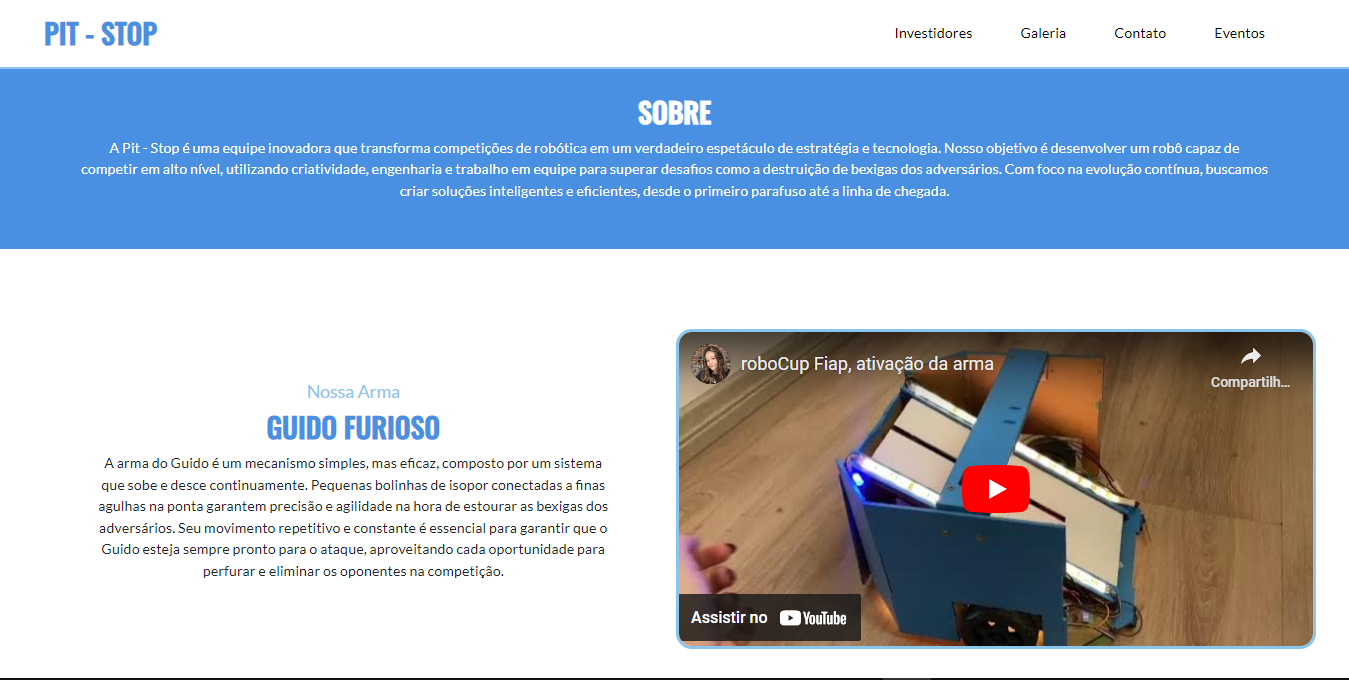 PIT - STOP
Investidores
Galeria
Contato
Eventos
SOBRE
A Pit - Stop é uma equipe inovadora que transforma competições de robótica em um verdadeiro espetáculo de estratégia e tecnologia. Nosso objetivo é desenvolver um robô capaz de
competir em alto nível, utilizando criatividade, engenharia e trabalho em equipe para superar desafios como a destruição de bexigas dos adversários. Com foco na evolução contínua, buscamos
criar soluções inteligentes e eficientes, desde o primeiro parafuso até a linha de chegada.
Nossa Arma
GUIDO FURIOSO
A arma do Guido é um mecanismo simples, mas eficaz, composto por um sistema
que sobe e desce continuamente. Pequenas bolinhas de isopor conectadas a finas
agulhas na ponta garantem precisão e agilidade na hora de estourar as bexigas dos
adversários. Seu movimento repetitivo e constante é essencial para garantir que o
Guido esteja sempre pronto para o ataque, aproveitando cada oportunidade para
perfurar e eliminar os oponentes na competição.
roboCup Fiap, ativação da arma
Compartilh...
Assistir no YouTube